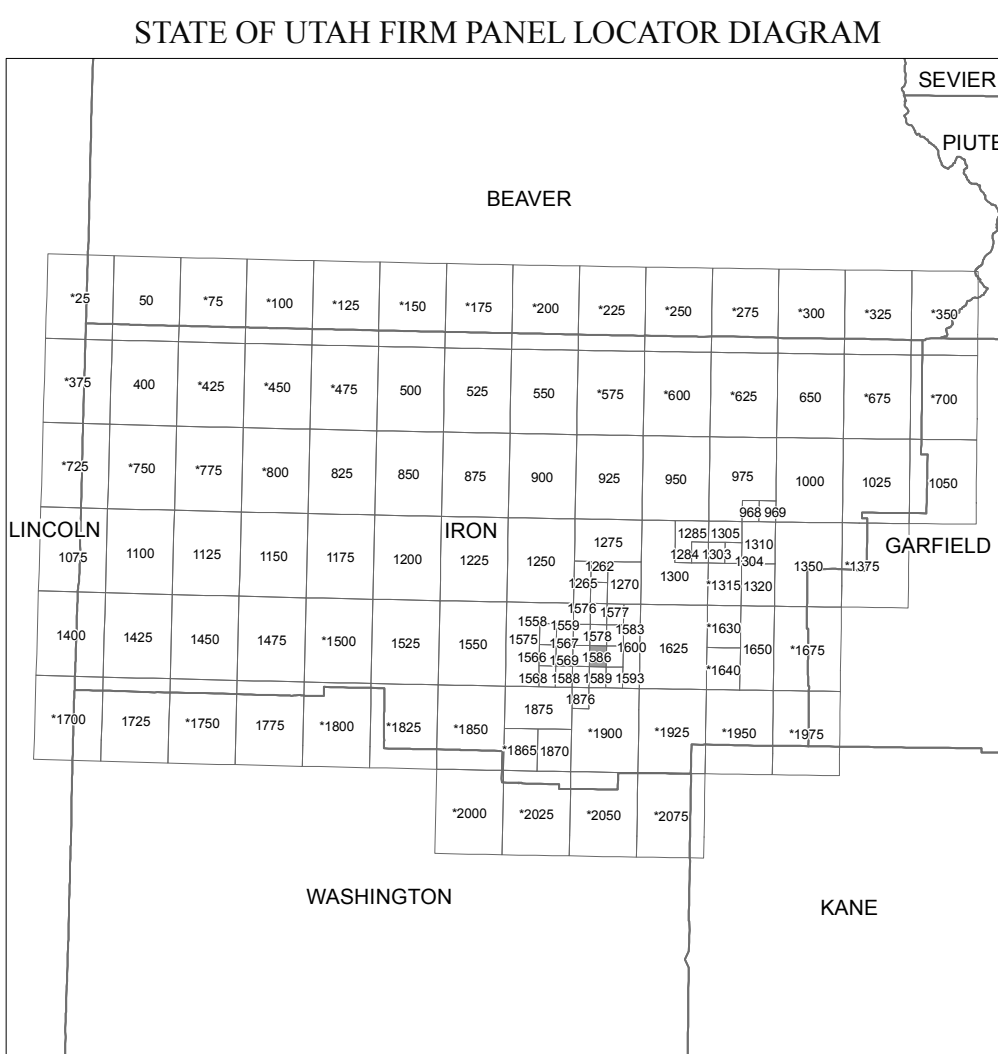 STATE OF UTAH FIRM PANEL LOCATOR DIAGRAM
SEVIER
PIUTE
BEAVER
*25 50 *75 *100 *125 *150 *175 *200 *225 *250 *275 *300 *325 *350
*375 400 *425 *450 *475 500 525 550 *575 *600 *625 650 *675 *700
*725 *750 *775 *800 825 850 875 900 925 950 975 1000 1025 1050
968 969
LINCOLN IRON GARFIELD
1285 1305
1275 1310
1075 1100 1125 1150 1175 1200 1225 1250 1284 1303 1304 1350 *1375
1262
1265 1270 1300 *1315 1320
1576 1577
1558 1559 1583 *1630
1400 1425 1450 1475 *1500 1525 1550 1575 1567 1578 1600 1625 1650 *1675
1566 1569 1586 *1640
1568 1588 1589 1593
1876
1875
*1700 1725 *1750 1775 *1800 *1825 *1850 *1900 *1925 *1950 *1975
*1865 1870
*2000 *2025 *2050 *2075
WASHINGTON
KANE